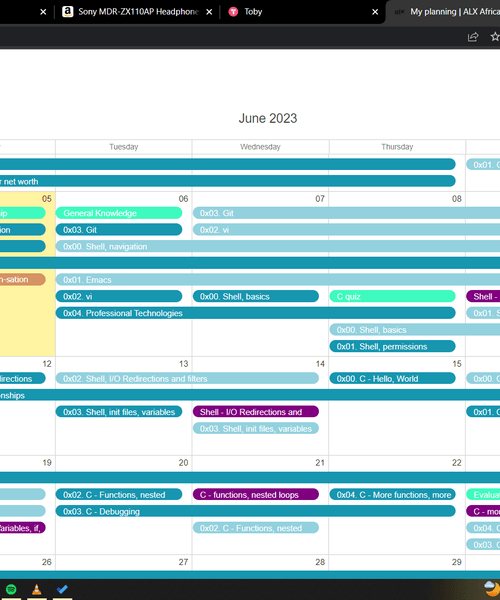 Sony MDR-ZX110AP Headphone
Toby
My planning | ALX Africa
June 2023
Tuesday
Wednesday
Thursday
0x01. C
r net worth
05
06
07
08
ip
General Knowledge
0x03. Git
ion
0x03. Git
0x02. vi
0x00. Shell, navigation
n-sation
0x01. Emacs
0x02. vi
0x00. Shell, basics
C quiz
Shell -
0x04. Professional Technologies
0x01. S
0x00. Shell, basics
0x01. Shell, permissions
12
13
14
15
directions
0x02. Shell, I/O Redirections and filters
0x00. C - Hello, World
0x00. C
onships
0x03. Shell, init files, variables
Shell - I/O Redirections and
0x01. C
0x03. Shell, init files, variables
19
20
21
22
0x02. C - Functions, nested
C - functions, nested loops
0x04. C - More functions, more
Evalua
0x03. C - Debugging
C - mo
Variables, if,
0x02. C - Functions, nested
0x04. C
0x03. C
26
27
28
29